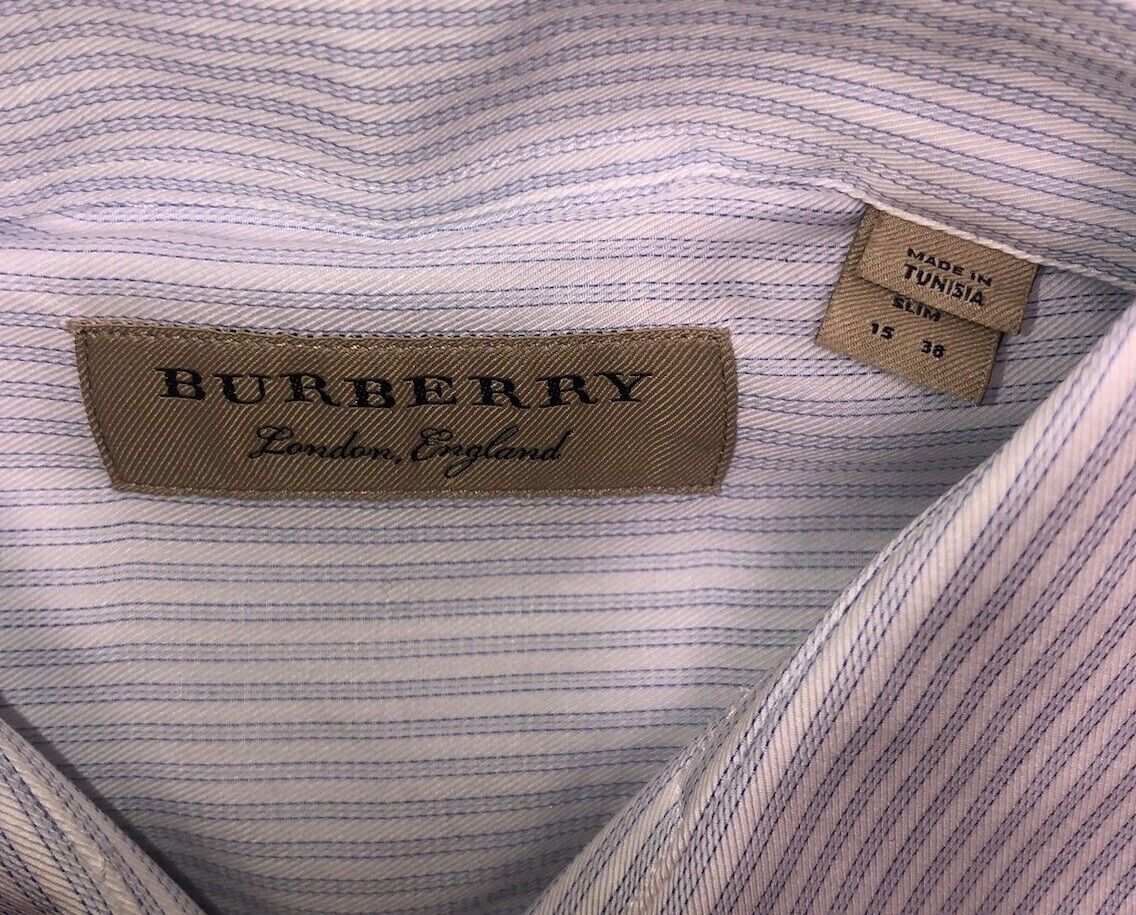 BURBERRY
London, England
MADE IN
TUNISIA
SLIM
15 38